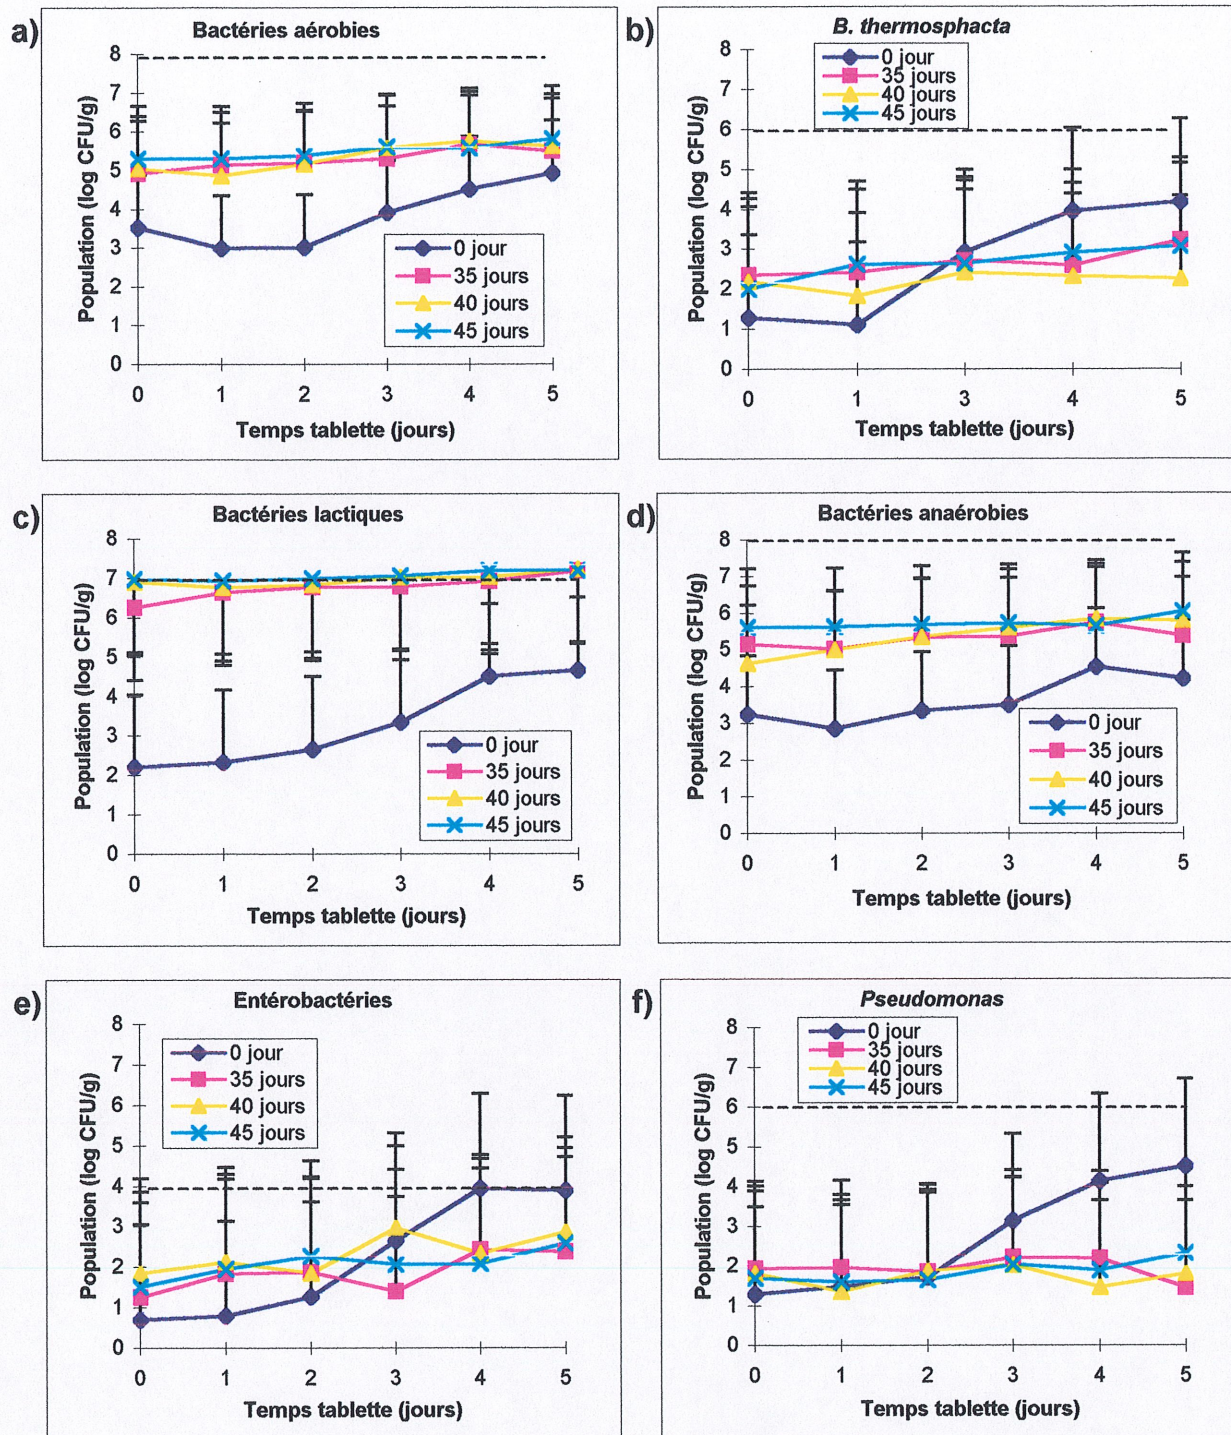 a)
Bactéries aérobies
Population (log CFU/g)
8
7
6
5
4
3
2
1
0
0 jour
35 jours
40 jours
45 jours
0 1 2 3 4 5
Temps tablette (jours)
b)
B. thermosphacta
Population (log CFU/g)
8
7
6
5
4
3
2
1
0
0 jour
35 jours
40 jours
45 jours
0 1 3 4 5
Temps tablette (jours)
c)
Bactéries lactiques
Population (log CFU/g)
8
7
6
5
4
3
2
1
0
0 jour
35 jours
40 jours
45 jours
0 1 2 3 4 5
Temps tablette (jours)
d)
Bactéries anaérobies
Population (log CFU/g)
8
7
6
5
4
3
2
1
0
0 jour
35 jours
40 jours
45 jours
0 1 2 3 4 5
Temps tablette (jours)
e)
Entérobactéries
Population (log CFU/g)
8
7
6
5
4
3
2
1
0
0 jour
35 jours
40 jours
45 jours
0 1 2 3 4 5
Temps tablette (jours)
f)
Pseudomonas
Population (log CFU/g)
8
7
6
5
4
3
2
1
0
0 jour
35 jours
40 jours
45 jours
0 1 2 3 4 5
Temps tablette (jours)